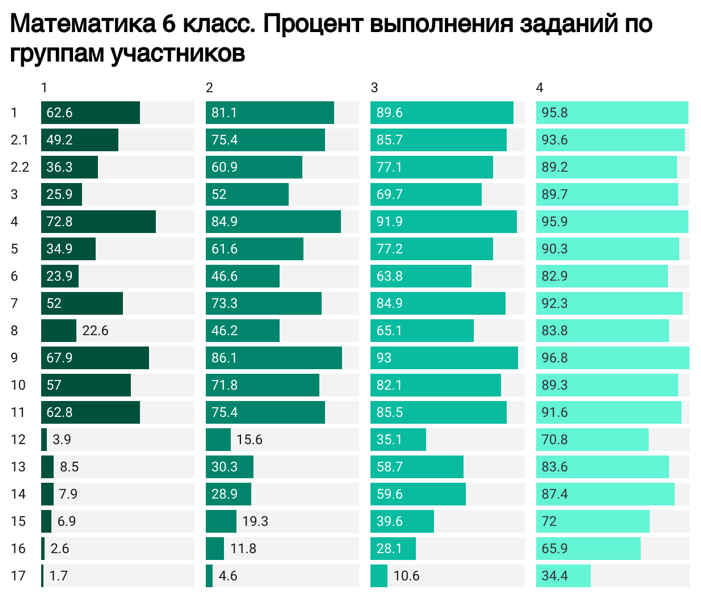 Математика 6 класс. Процент выполнения заданий по
группам участников
1 2 3 4
1 62.6 81.1 89.6 95.8
2.1 49.2 75.4 85.7 93.6
2.2 36.3 60.9 77.1 89.2
3 25.9 52 69.7 89.7
4 72.8 84.9 91.9 95.9
5 34.9 61.6 77.2 90.3
6 23.9 46.6 63.8 82.9
7 52 73.3 84.9 92.3
8 22.6 46.2 65.1 83.8
9 67.9 86.1 93 96.8
10 57 71.8 82.1 89.3
11 62.8 75.4 85.5 91.6
12 3.9 15.6 35.1 70.8
13 8.5 30.3 58.7 83.6
14 7.9 28.9 59.6 87.4
15 6.9 19.3 39.6 72
16 2.6 11.8 28.1 65.9
17 1.7 4.6 10.6 34.4